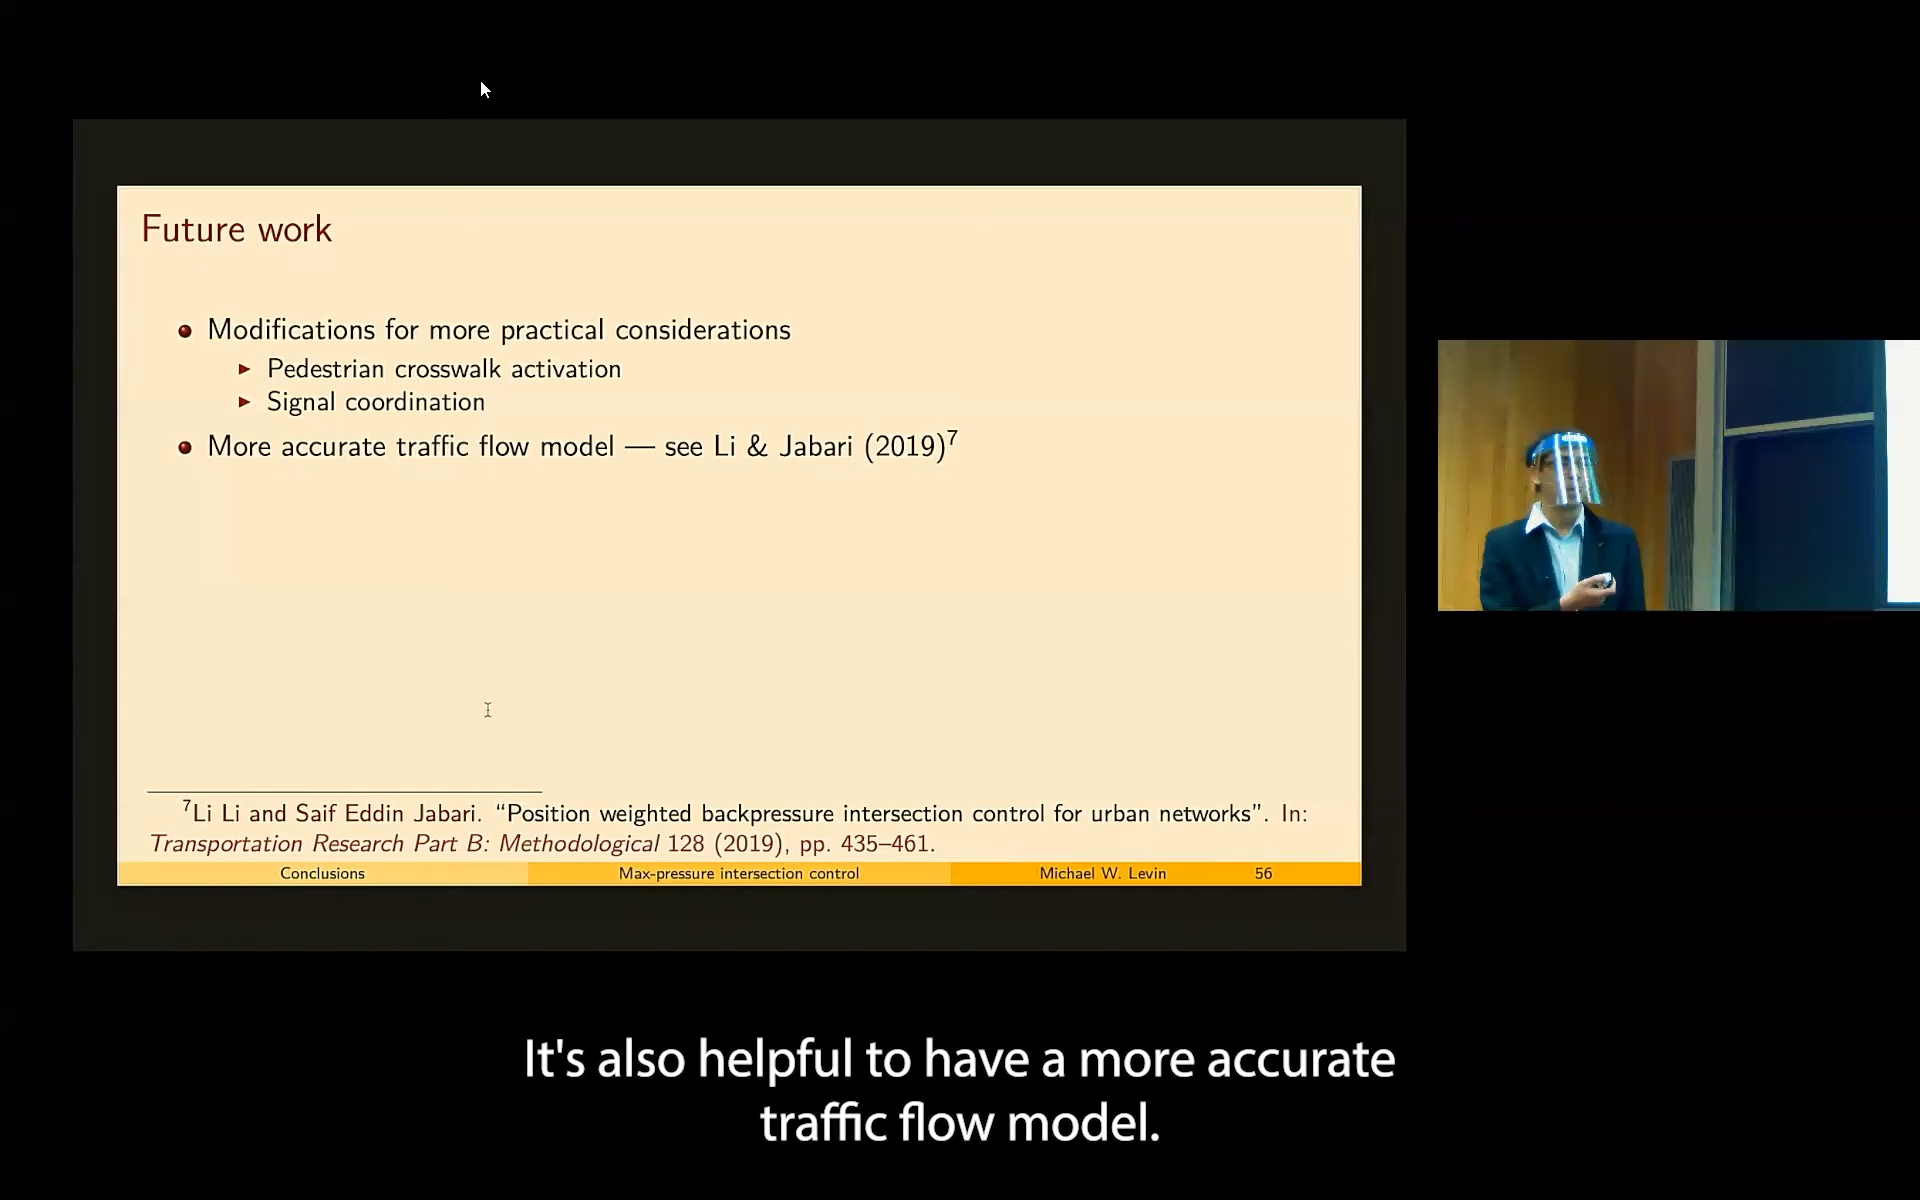 Future work
Modifications for more practical considerations
Pedestrian crosswalk activation
Signal coordination
More accurate traffic flow model — see Li & Jabari (2019)7
7Li Li and Saif Eddin Jabari. “Position weighted backpressure intersection control for urban networks”. In:
Transportation Research Part B: Methodological 128 (2019), pp. 435–461.
Conclusions Max-pressure intersection control Michael W. Levin 56
It's also helpful to have a more accurate
traffic flow model.